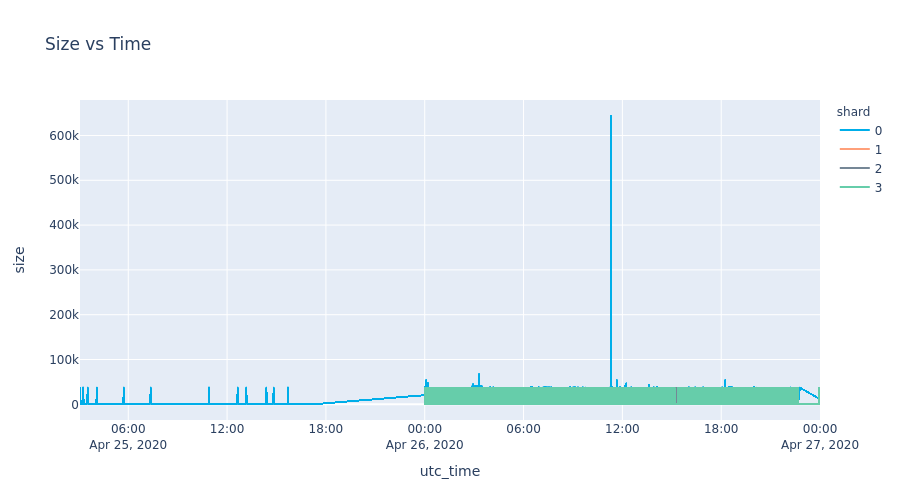 Size vs Time
shard
0
1
2
3
600k
500k
400k
300k
200k
100k
0
size
06:00
Apr 25, 2020
12:00
18:00
00:00
Apr 26, 2020
06:00
12:00
18:00
00:00
Apr 27, 2020
utc_time